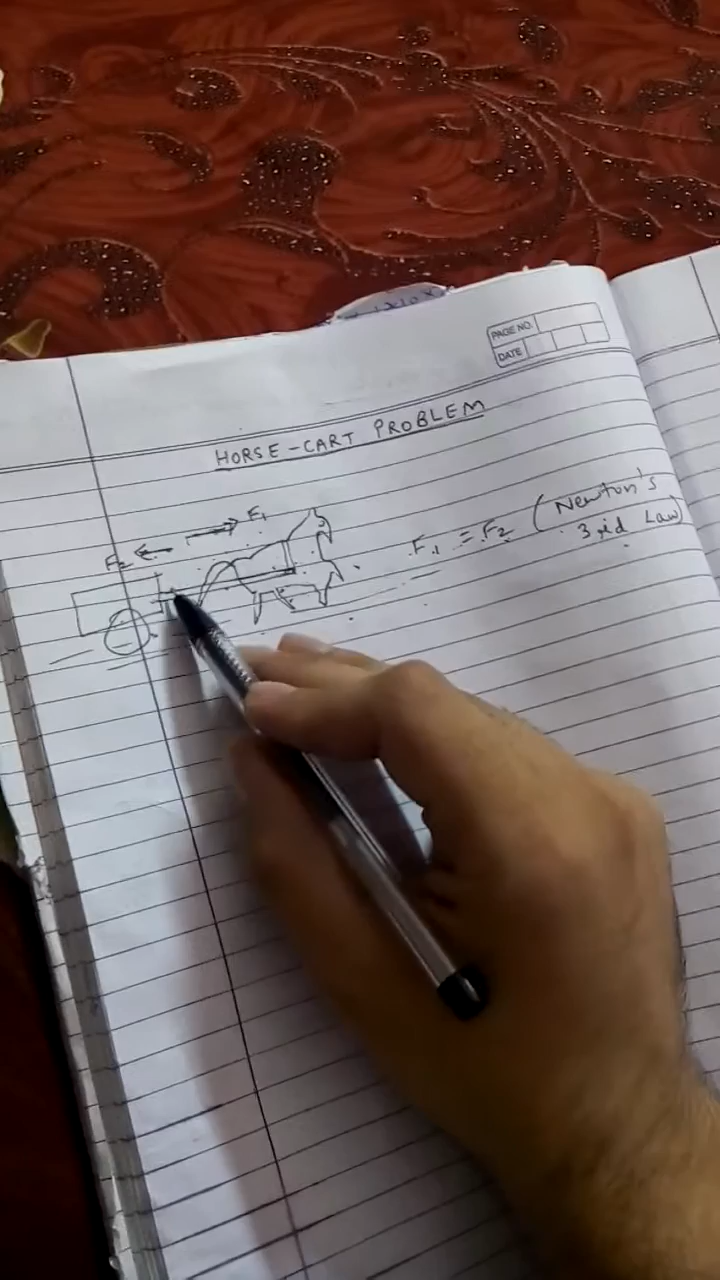 PAGE NO.
DATE
HORSE-CART PROBLEM
F₁
F₂
F₁ = F₂ (Newton's
3rd Law)